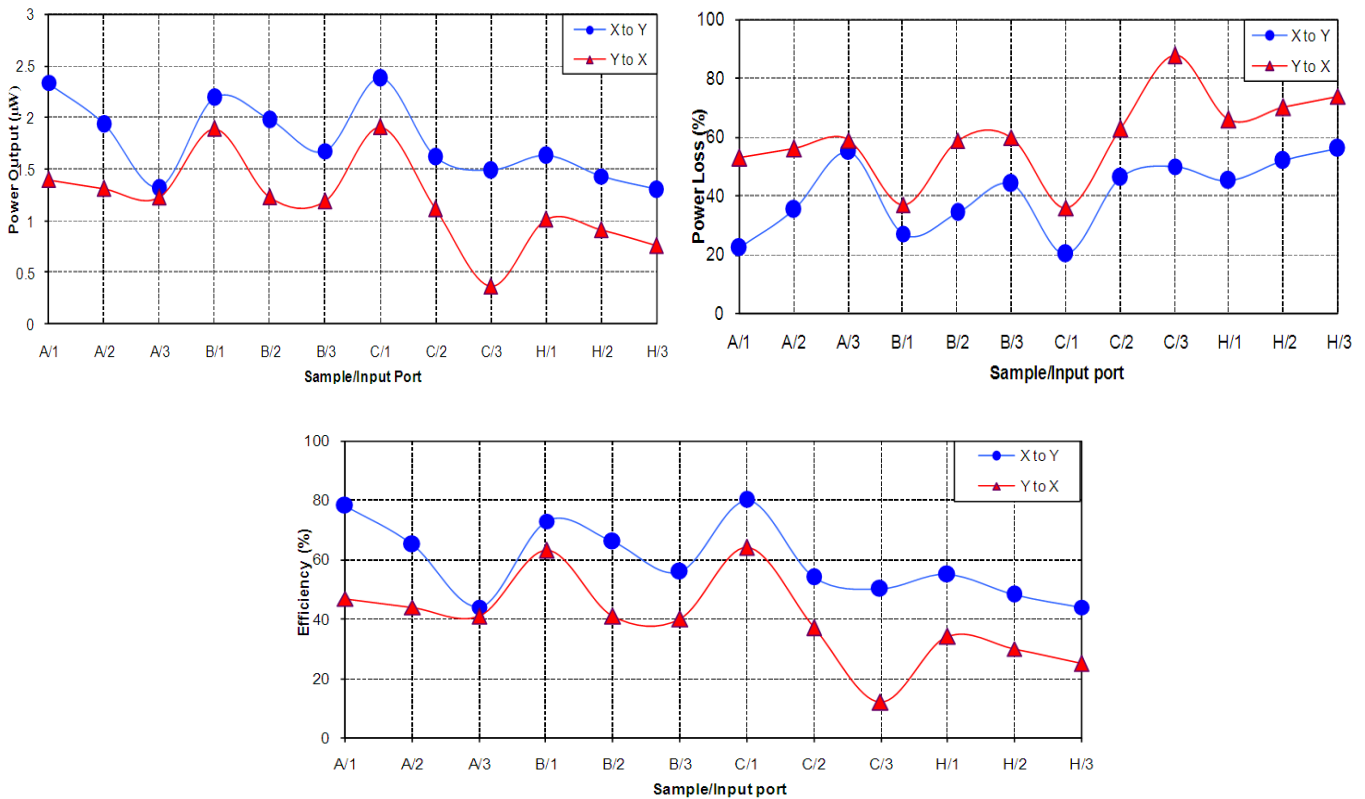 3
2.5
2
1.5
1
0.5
0
Power Output (uW)
X to Y
Y to X
A/1 A/2 A/3 B/1 B/2 B/3 C/1 C/2 C/3 H/1 H/2 H/3
Sample/Input Port
100
80
60
40
20
0
Power Loss (%)
X to Y
Y to X
A/1 A/2 A/3 B/1 B/2 B/3 C/1 C/2 C/3 H/1 H/2 H/3
Sample/Input port
100
80
60
40
20
0
Efficiency (%)
X to Y
Y to X
A/1 A/2 A/3 B/1 B/2 B/3 C/1 C/2 C/3 H/1 H/2 H/3
Sample/Input port